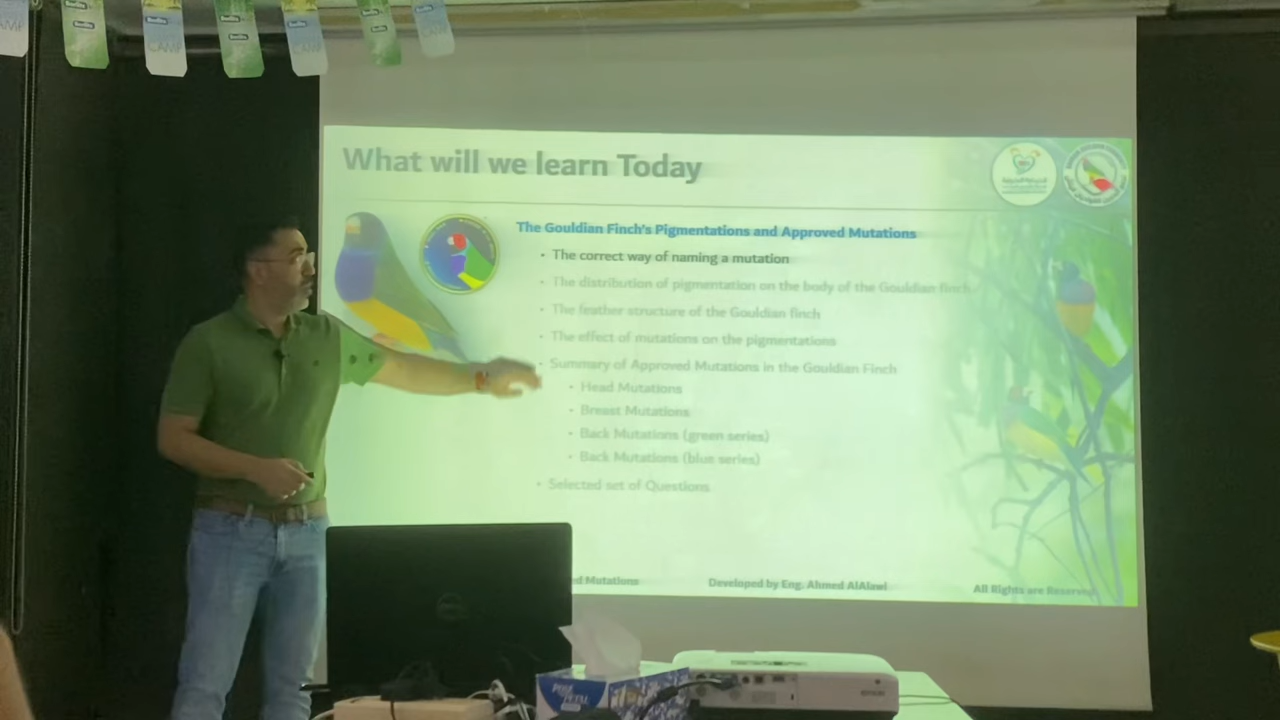 What will we learn Today
The Gouldian Finch's Pigmentations and Approved Mutations
• The correct way of naming a mutation
• The distribution of pigmentation on the body of the Gouldian finch
• The feather structure of the Gouldian finch
• The effect of mutations on the pigmentations
• Summary of Approved Mutations in the Gouldian Finch
• Head Mutations
• Breast Mutations
• Back Mutations (green series)
• Back Mutations (blue series)
• Selected set of Questions
ed Mutations
Developed by Eng. Ahmed AlAlawi
All Rights are Reserved
DELL
EPSON